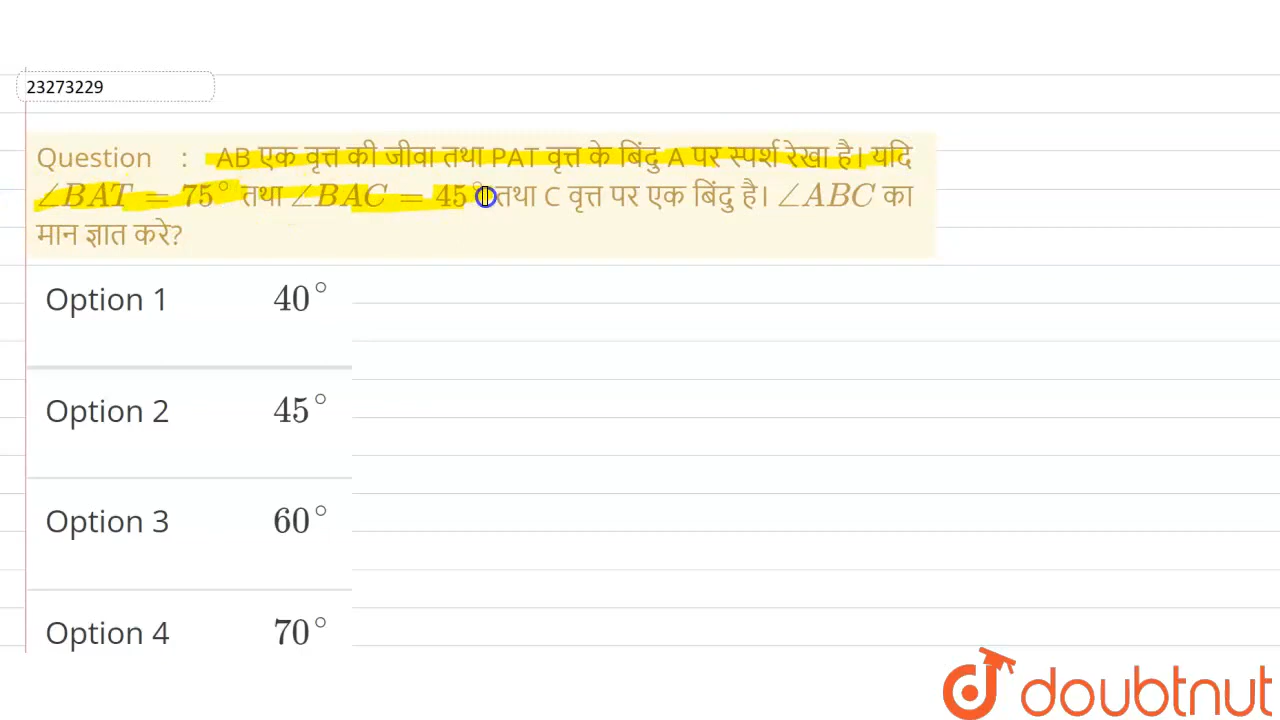 23273229
Question : AB एक वृत्त की जीवा तथा PAT वृत्त के बिंदु A पर स्पर्श रेखा है। यदि
∠BAT = 75° तथा ∠BAC = 45° तथा C वृत्त पर एक बिंदु है। ∠ABC का
मान ज्ञात करे?
Option 1 40°
Option 2 45°
Option 3 60°
Option 4 70°
doubtnut